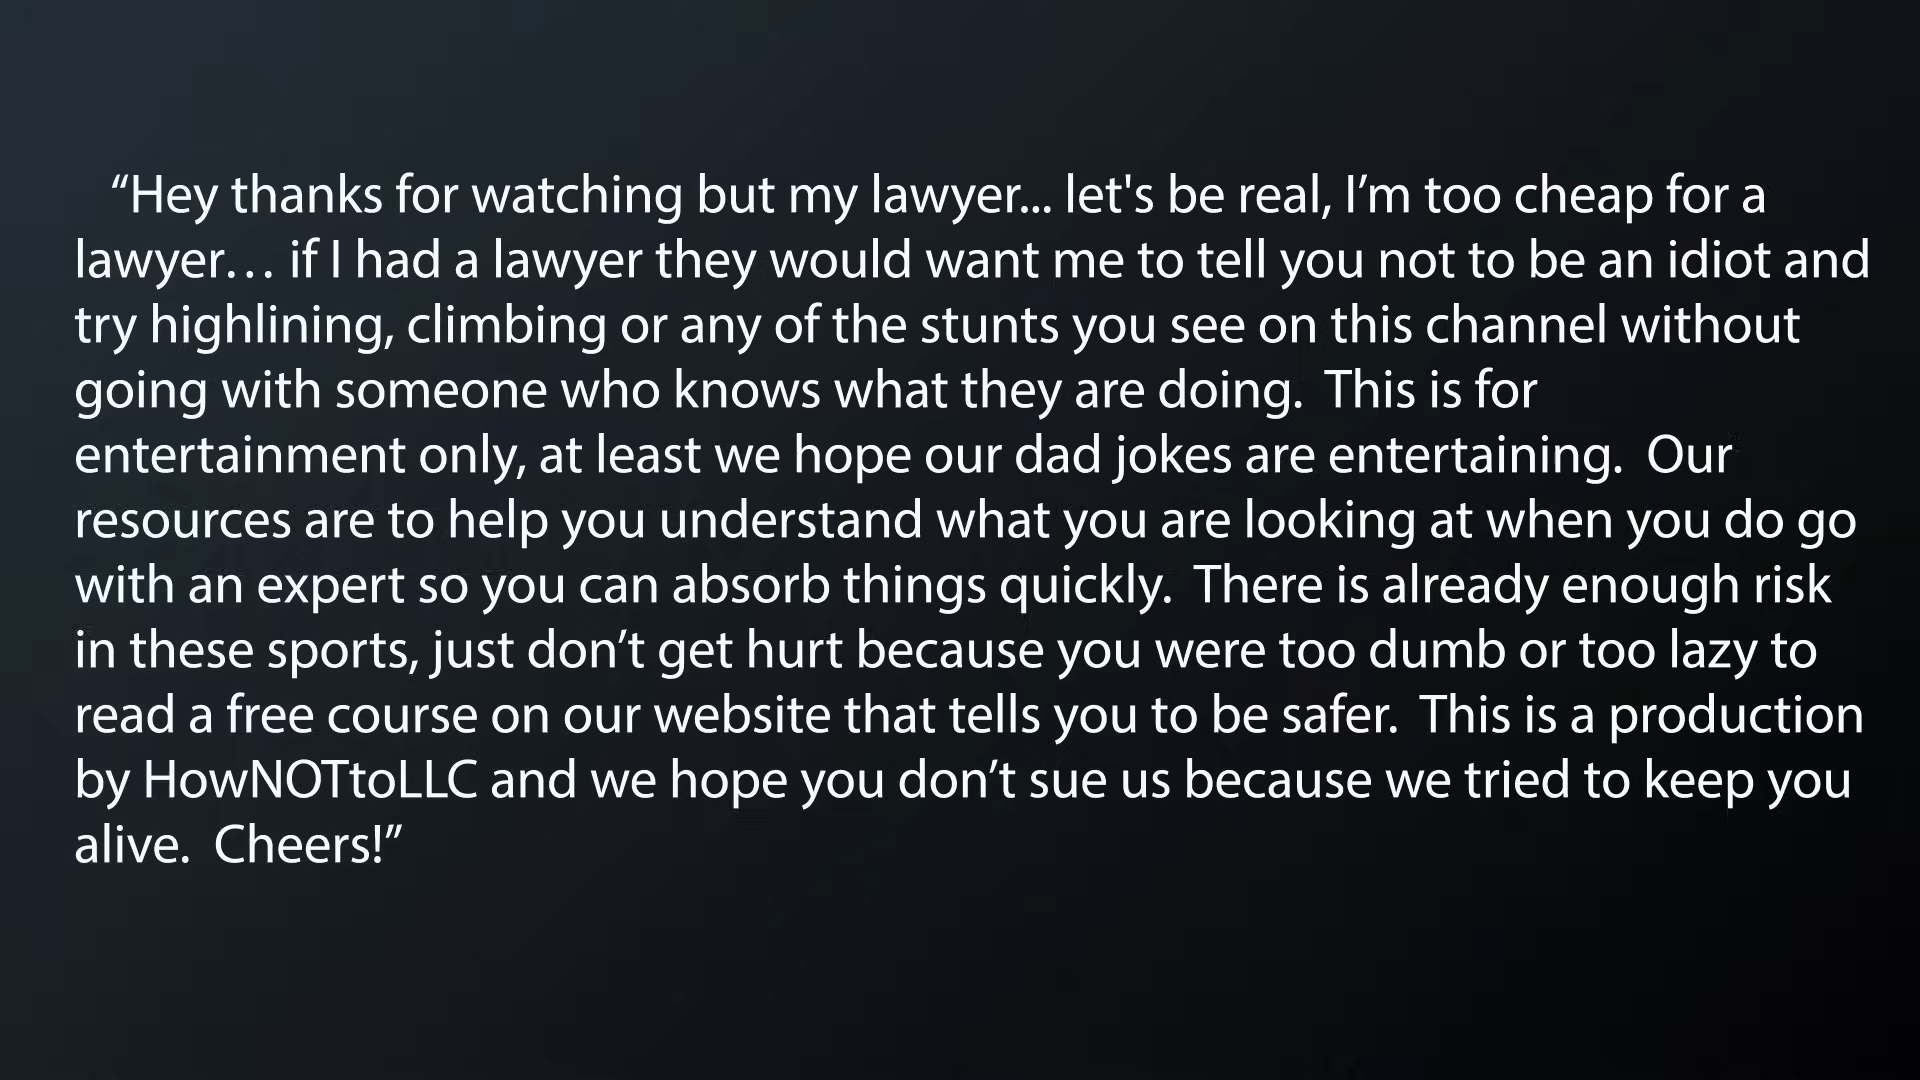 “Hey thanks for watching but my lawyer... let's be real, I’m too cheap for a
lawyer… if I had a lawyer they would want me to tell you not to be an idiot and
try highlining, climbing or any of the stunts you see on this channel without
going with someone who knows what they are doing.  This is for
entertainment only, at least we hope our dad jokes are entertaining.  Our
resources are to help you understand what you are looking at when you do go
with an expert so you can absorb things quickly.  There is already enough risk
in these sports, just don’t get hurt because you were too dumb or too lazy to
read a free course on our website that tells you to be safer.  This is a production
by HowNOTtoLLC and we hope you don’t sue us because we tried to keep you
alive.  Cheers!”